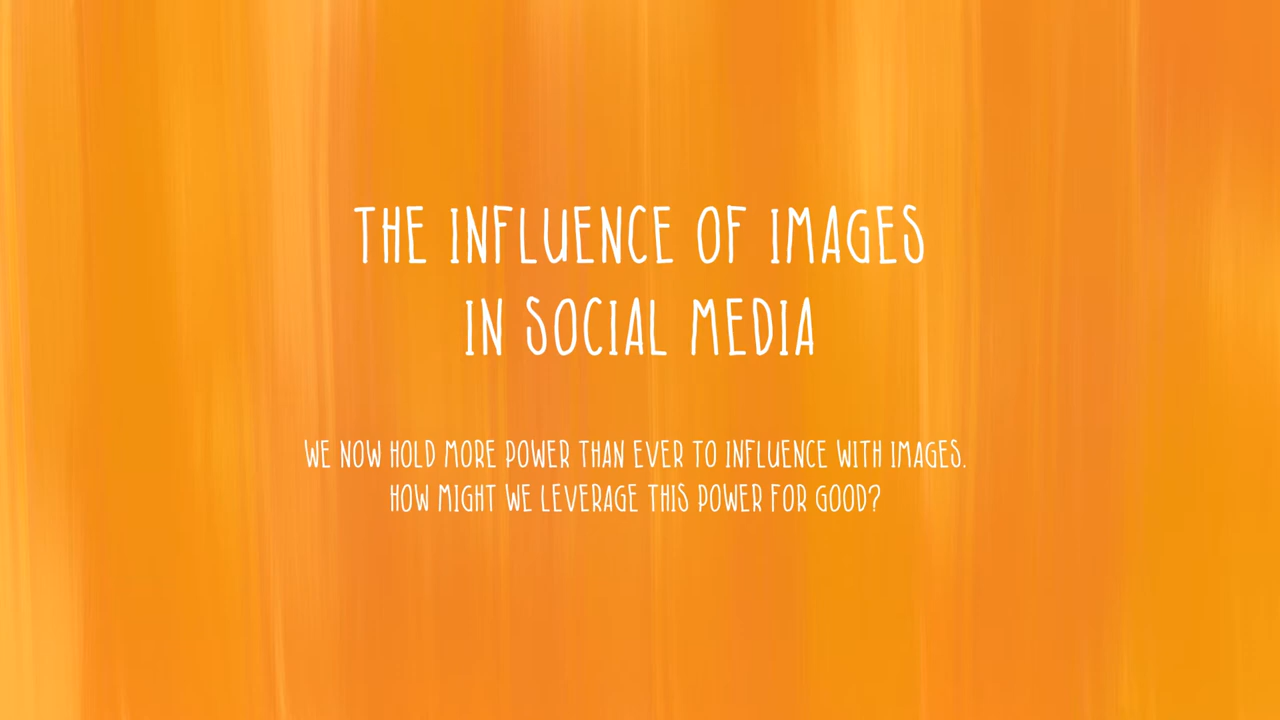 THE INFLUENCE OF IMAGES
IN SOCIAL MEDIA
WE NOW HOLD MORE POWER THAN EVER TO INFLUENCE WITH IMAGES.
HOW MIGHT WE LEVERAGE THIS POWER FOR GOOD?